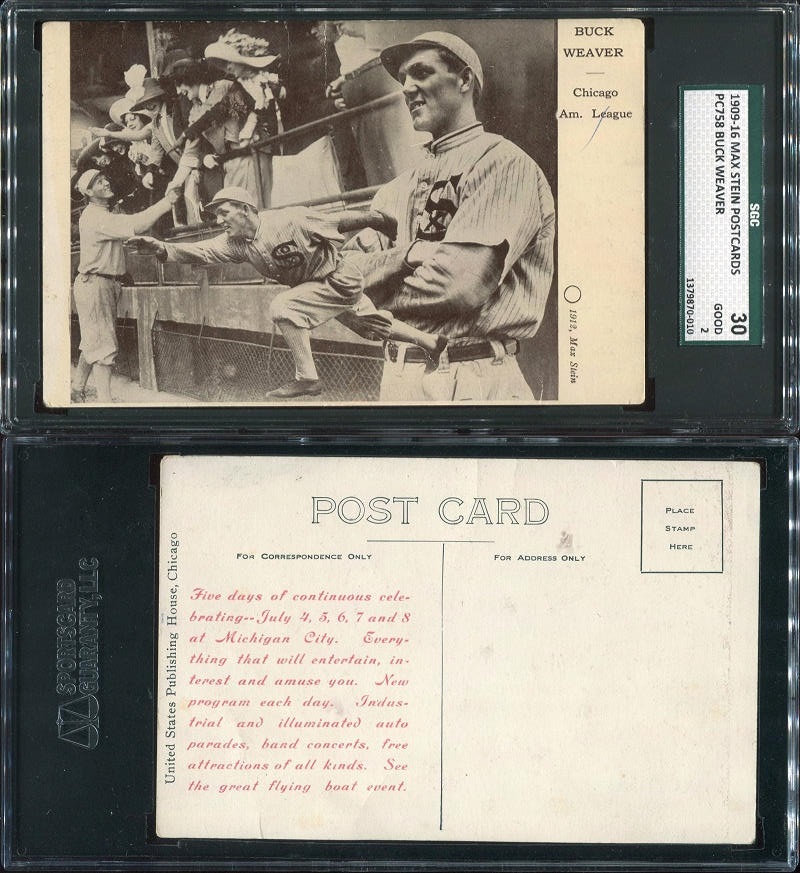 BUCK
WEAVER
Chicago
Am. League
1912, Max Stein
SGC
1909-16 MAX STEIN POSTCARDS
PC758 BUCK WEAVER
30
GOOD 2
1379870-010
POST CARD
FOR CORRESPONDENCE ONLY
FOR ADDRESS ONLY
PLACE
STAMP
HERE
Five days of continuous cele-
brating--July 4, 5, 6, 7 and 8
at Michigan City. Every-
thing that will entertain, in-
terest and amuse you. New
program each day. Indus-
trial and illuminated auto
parades, band concerts, free
attractions of all kinds. See
the great flying boat event.
United States Publishing House, Chicago
SPORTSCARD
GUARANTY, LLC